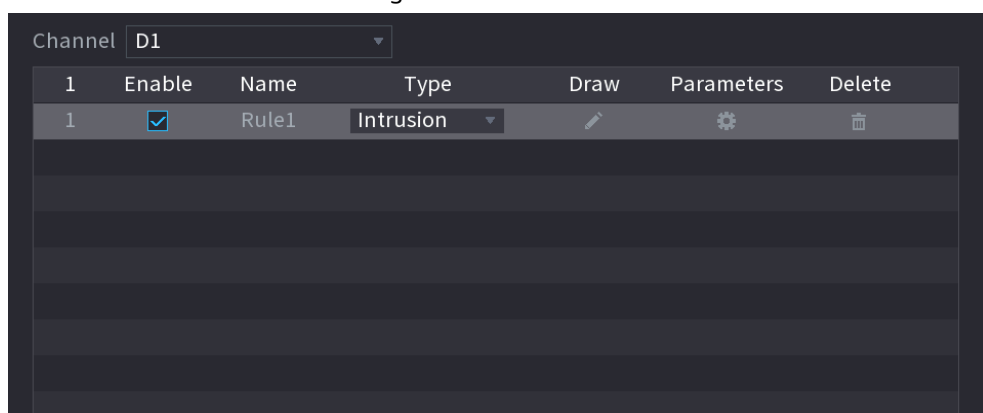 Channel D1
1 Enable Name Type Draw Parameters Delete
1 Rule1 Intrusion